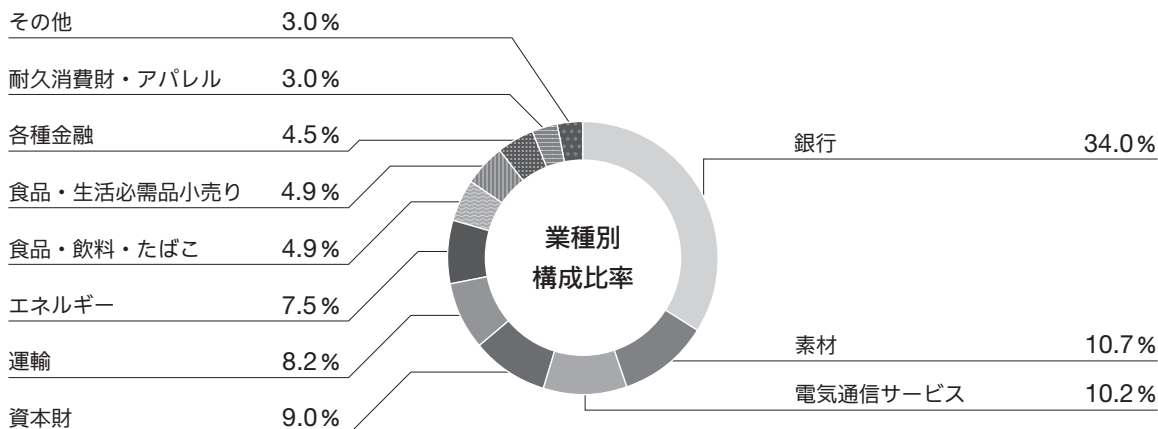 その他 3.0%
耐久消費財・アパレル 3.0%
各種金融 4.5%
食品・生活必需品小売り 4.9%
食品・飲料・たばこ 4.9%
エネルギー 7.5%
運輸 8.2%
資本財 9.0%
業種別
構成比率
銀行 34.0%
素材 10.7%
電気通信サービス 10.2%